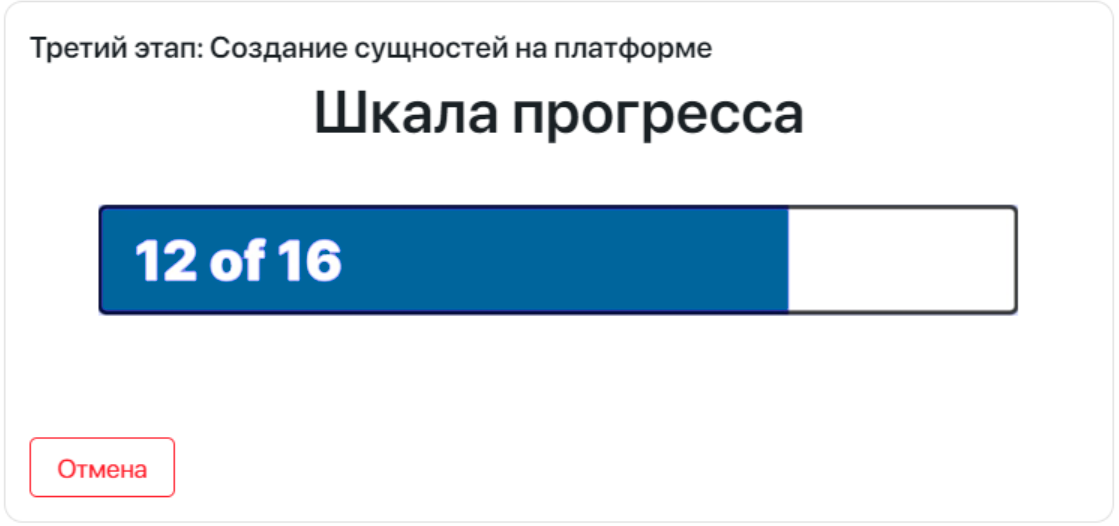 Третий этап: Создание сущностей на платформе
Шкала прогресса
12 of 16
Отмена